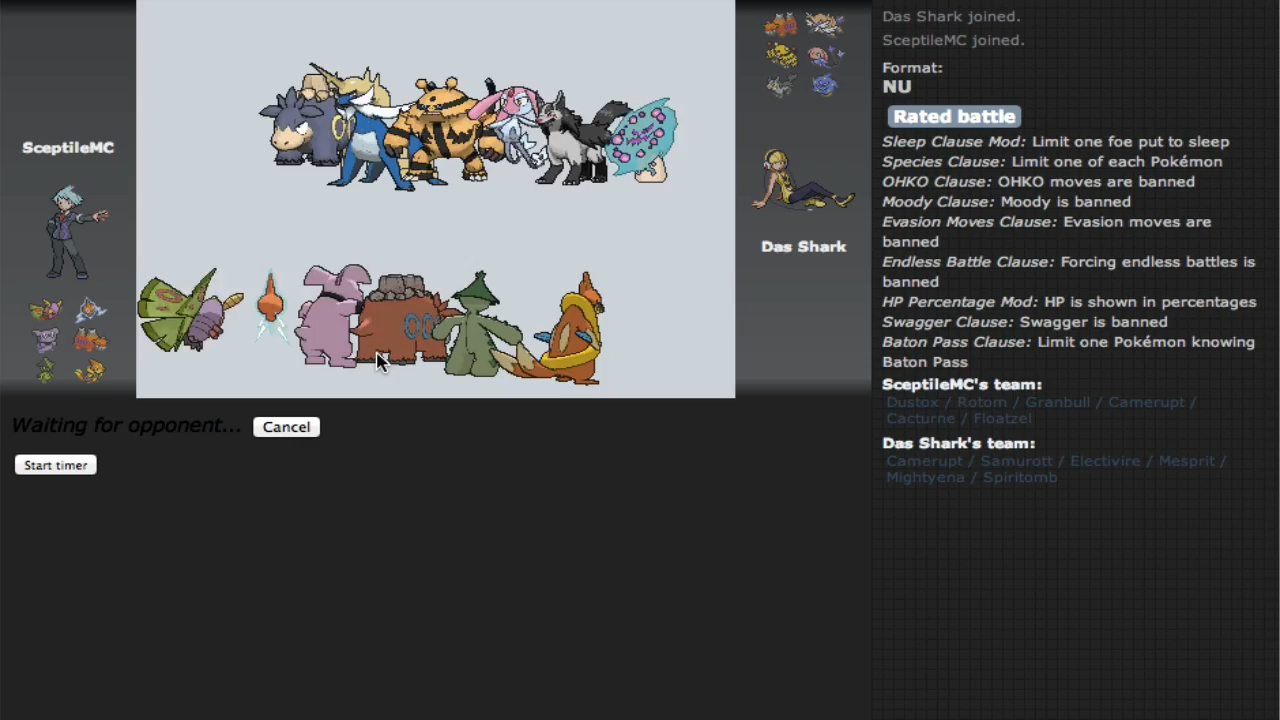 SceptileMC
Waiting for opponent...
Cancel
Start timer
Das Shark
Das Shark joined.
SceptileMC joined.
Format:
NU
Rated battle
Sleep Clause Mod: Limit one foe put to sleep
Species Clause: Limit one of each Pokémon
OHKO Clause: OHKO moves are banned
Moody Clause: Moody is banned
Evasion Moves Clause: Evasion moves are
banned
Endless Battle Clause: Forcing endless battles is
banned
HP Percentage Mod: HP is shown in percentages
Swagger Clause: Swagger is banned
Baton Pass Clause: Limit one Pokémon knowing
Baton Pass
SceptileMC's team:
Dustox / Rotom / Granbull / Camerupt /
Cacturne / Floatzel
Das Shark's team:
Camerupt / Samurott / Electivire / Mesprit /
Mightyena / Spiritomb